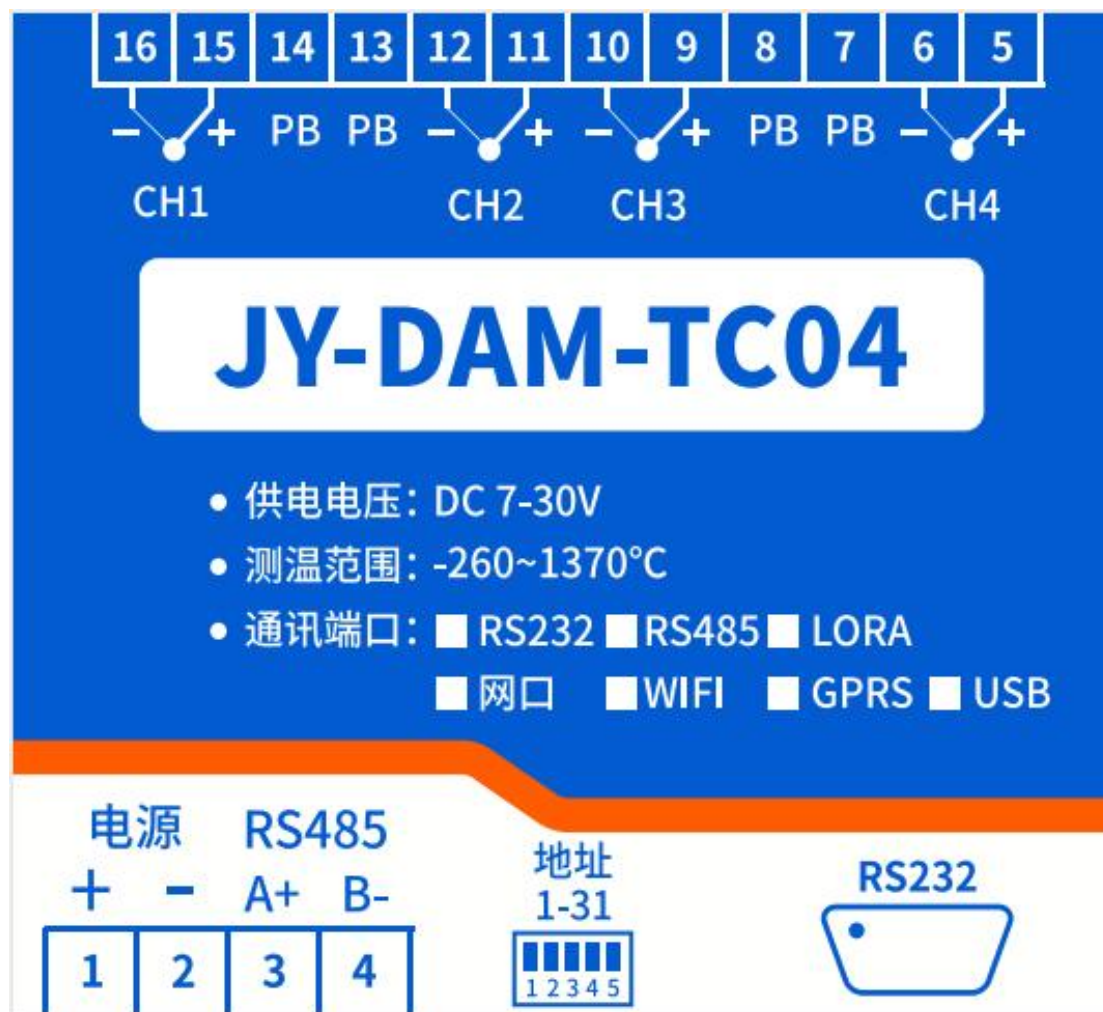 16 15 14 13 12 11 10 9 8 7 6 5
- + PB PB - + - + PB PB - +
CH1 CH2 CH3 CH4
JY-DAM-TC04
• 供电电压：DC 7-30V
• 测温范围：-260~1370℃
• 通讯端口：■ RS232 ■ RS485 ■ LORA
■ 网口 ■ WIFI ■ GPRS ■ USB
电源 RS485
+ - A+ B-
1 2 3 4
地址
1-31
1 2 3 4 5
RS232